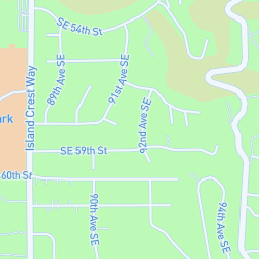 SE 54th St
Island Crest Way
89th Ave SE
91st Ave SE
92nd Ave SE
ark
SE 59th St
60th St
90th Ave SE
94th Ave SE